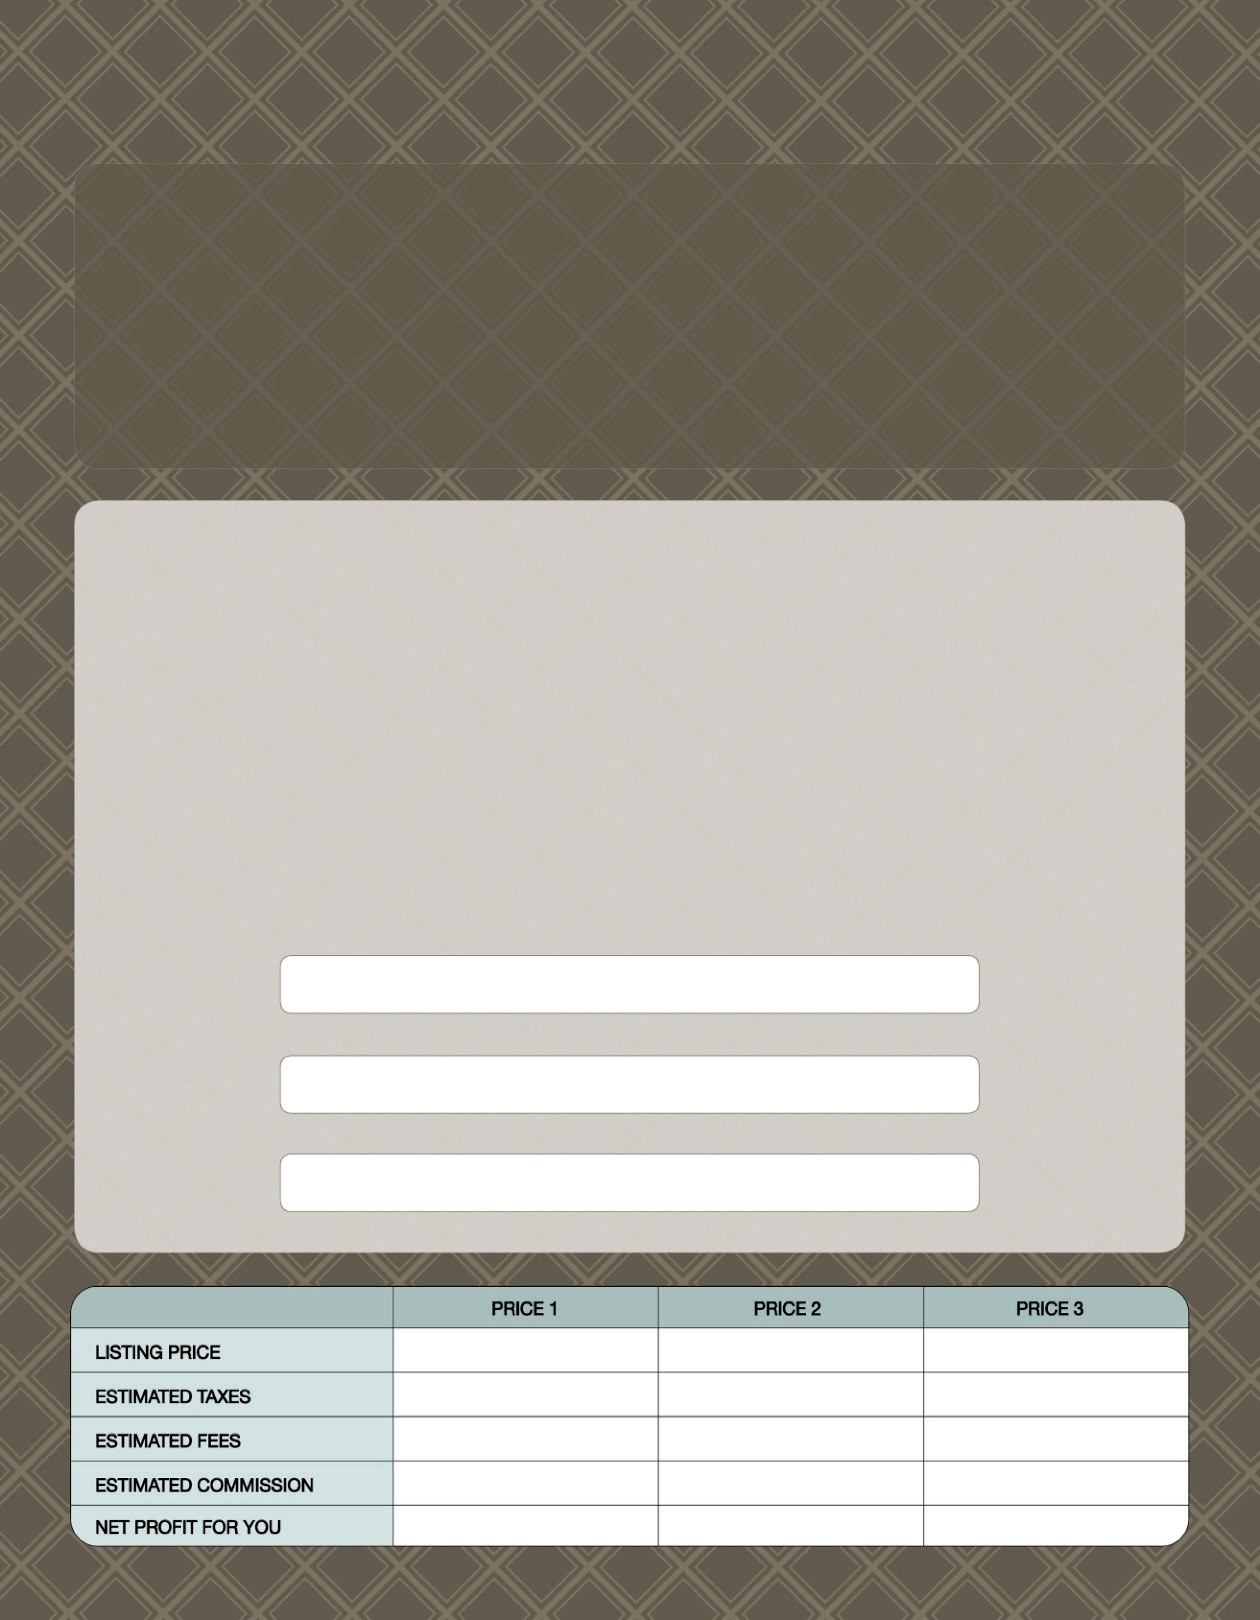 PRICE 1 PRICE 2 PRICE 3
LISTING PRICE
ESTIMATED TAXES
ESTIMATED FEES
ESTIMATED COMMISSION
NET PROFIT FOR YOU